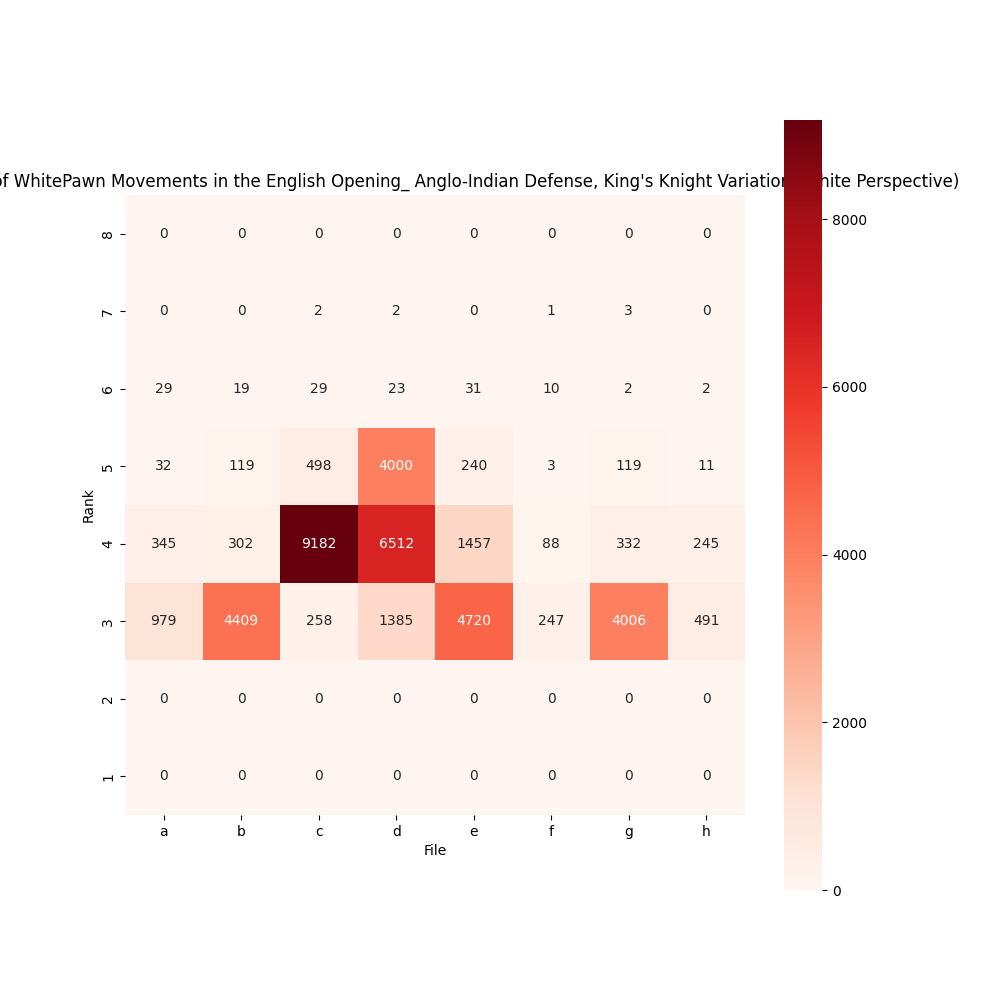 of WhitePawn Movements in the English Opening_ Anglo-Indian Defense, King's Knight Variation hite Perspective)
8 0 0 0 0 0 0 0 0
7 0 0 2 2 0 1 3 0
6 29 19 29 23 31 10 2 2
5 32 119 498 4000 240 3 119 11
4 345 302 9182 6512 1457 88 332 245
3 979 4409 258 1385 4720 247 4006 491
2 0 0 0 0 0 0 0 0
1 0 0 0 0 0 0 0 0
a b c d e f g h
File
Rank
8000
6000
4000
2000
0